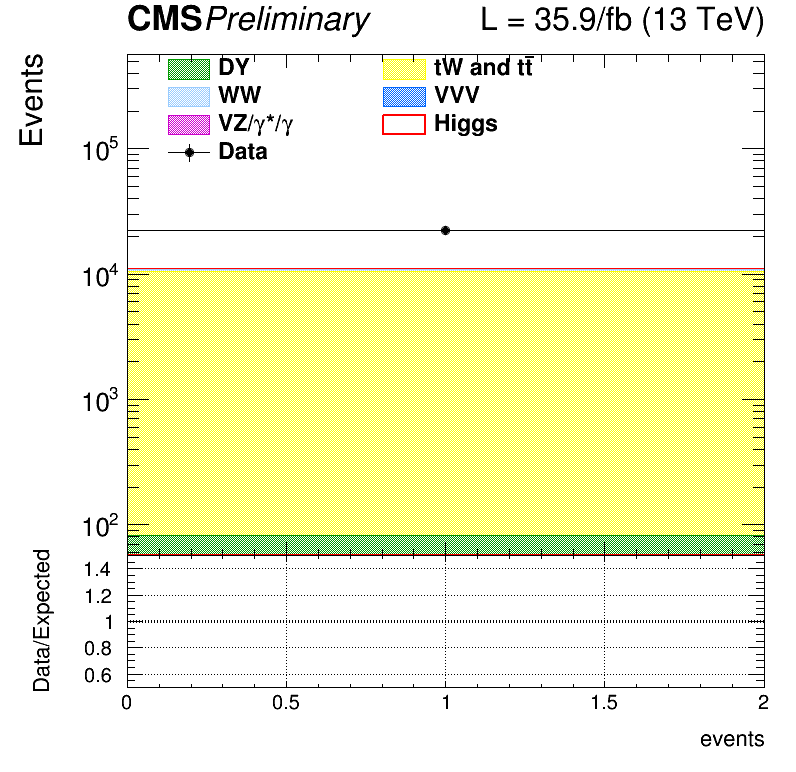 CMS Preliminary L = 35.9/fb (13 TeV)
Events
DY tW and tt̄
WW VVV
VZ/γ*/γ Higgs
Data
10⁵
10⁴
10³
10²
Data/Expected
1.4
1.2
1
0.8
0.6
0 0.5 1 1.5 2
events